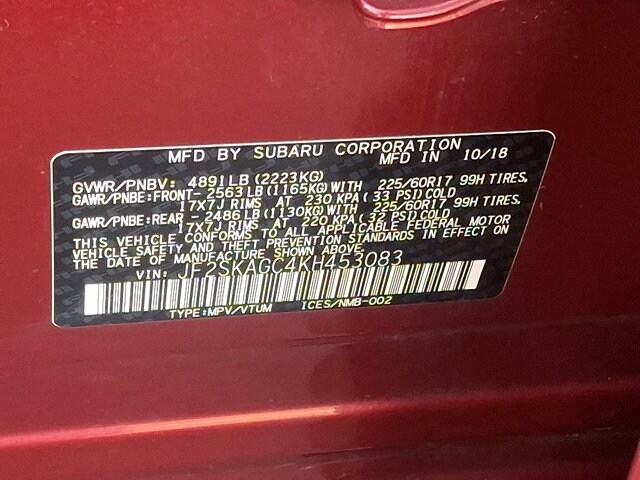 MFD BY SUBARU CORPORATION MFD IN 10/18
GVWR/PNBV: 4891LB(2223KG)
GAWR/PNBE:FRONT-2563LB(1165KG)WITH 225/60R17 99H TIRES,
17X7J RIMS AT 230 KPA(33 PSI)COLD
GAWR/PNBE:REAR -2486LB(1130KG)WITH 225/60R17 99H TIRES,
17X7J RIMS AT 220 KPA(32 PSI)COLD
THIS VEHICLE CONFORMS TO ALL APPLICABLE FEDERAL MOTOR
VEHICLE SAFETY AND THEFT PREVENTION STANDARDS IN EFFECT ON
THE DATE OF MANUFACTURE SHOWN ABOVE.
VIN: JF2SKAGC4KH453083
TYPE:MPV/VTUM ICES/NMB-002